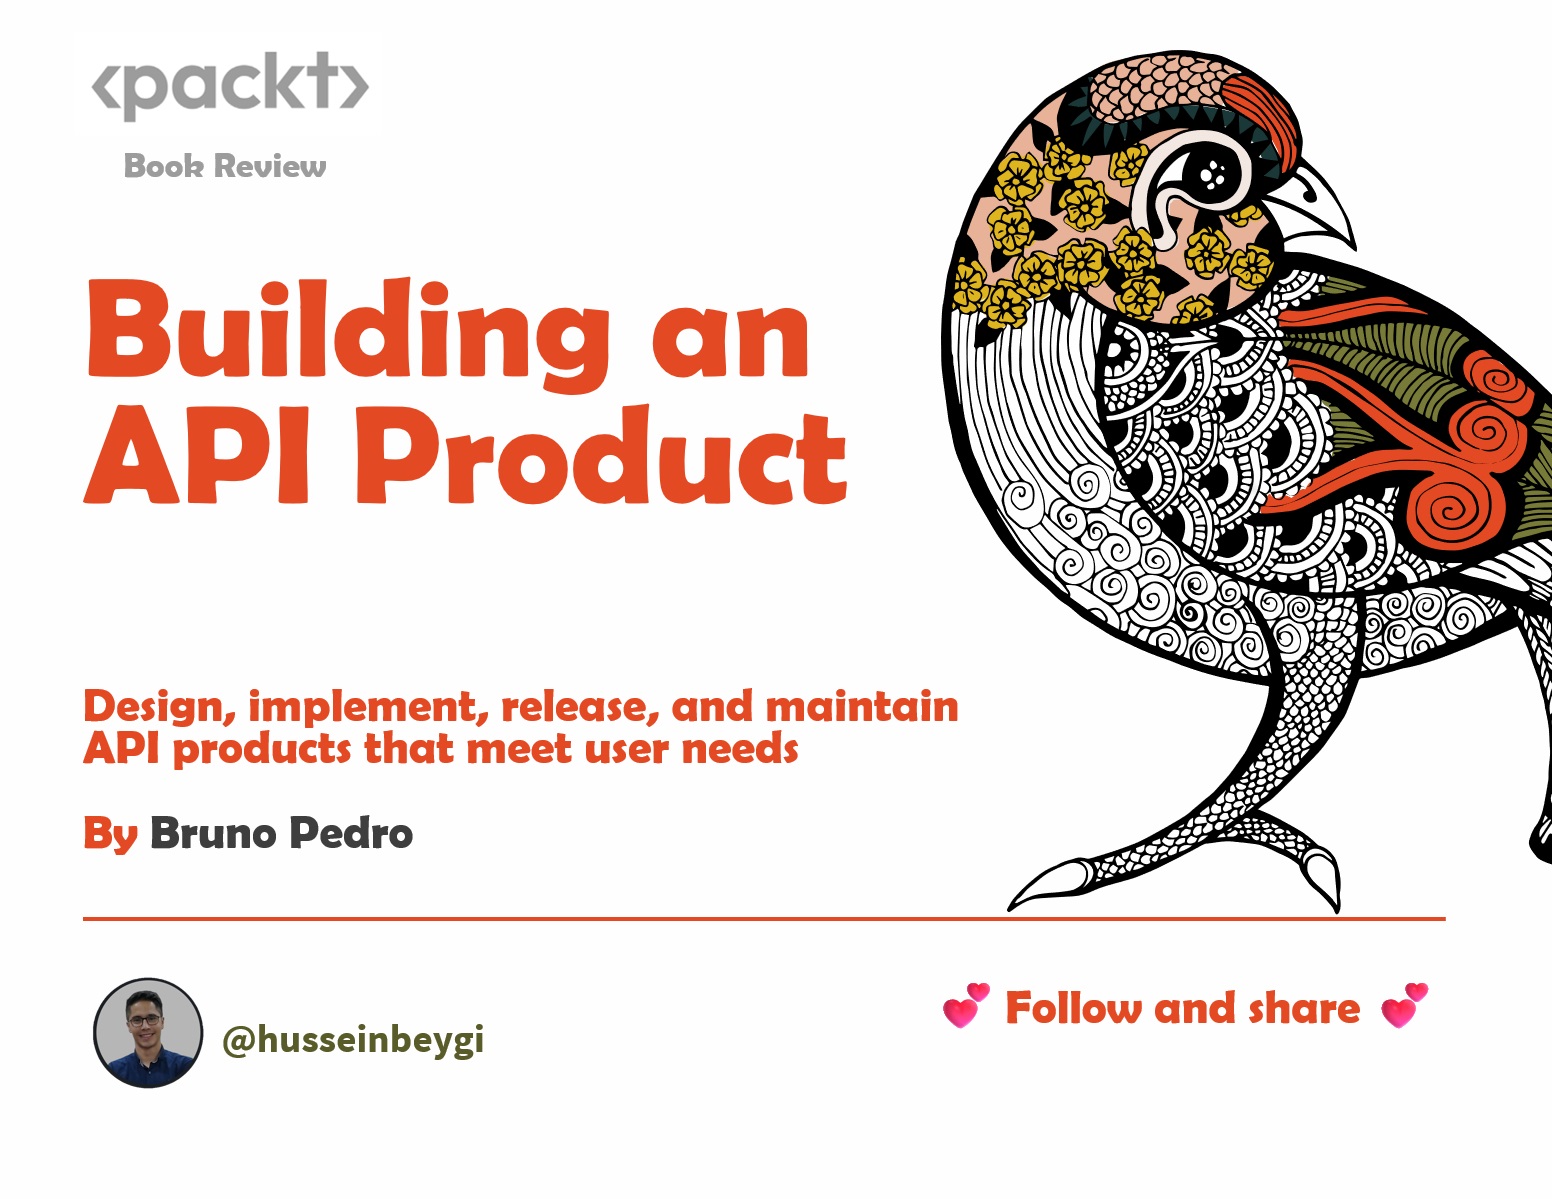 <packt>
Book Review
Building an
API Product
Design, implement, release, and maintain
API products that meet user needs
By Bruno Pedro
@husseinbeygi
💕 Follow and share 💕